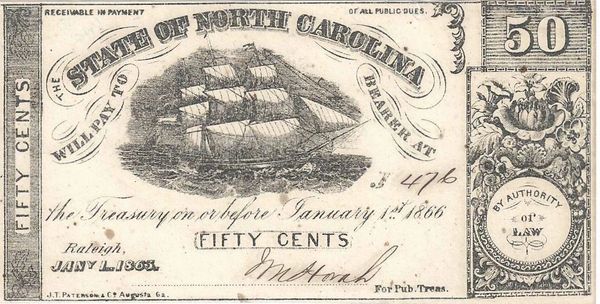 RECEIVABLE IN PAYMENT OF ALL PUBLIC DUES.
THE STATE OF NORTH CAROLINA
50
WILL PAY TO BEARER AT
FIFTY CENTS
No 476
the Treasury on or before January 1st 1866
BY AUTHORITY
OF
LAW
FIFTY CENTS
Raleigh,
JANY 1. 1863.
For Pub. Treas.
J.T. PATERSON & Co. Augusta Ga.